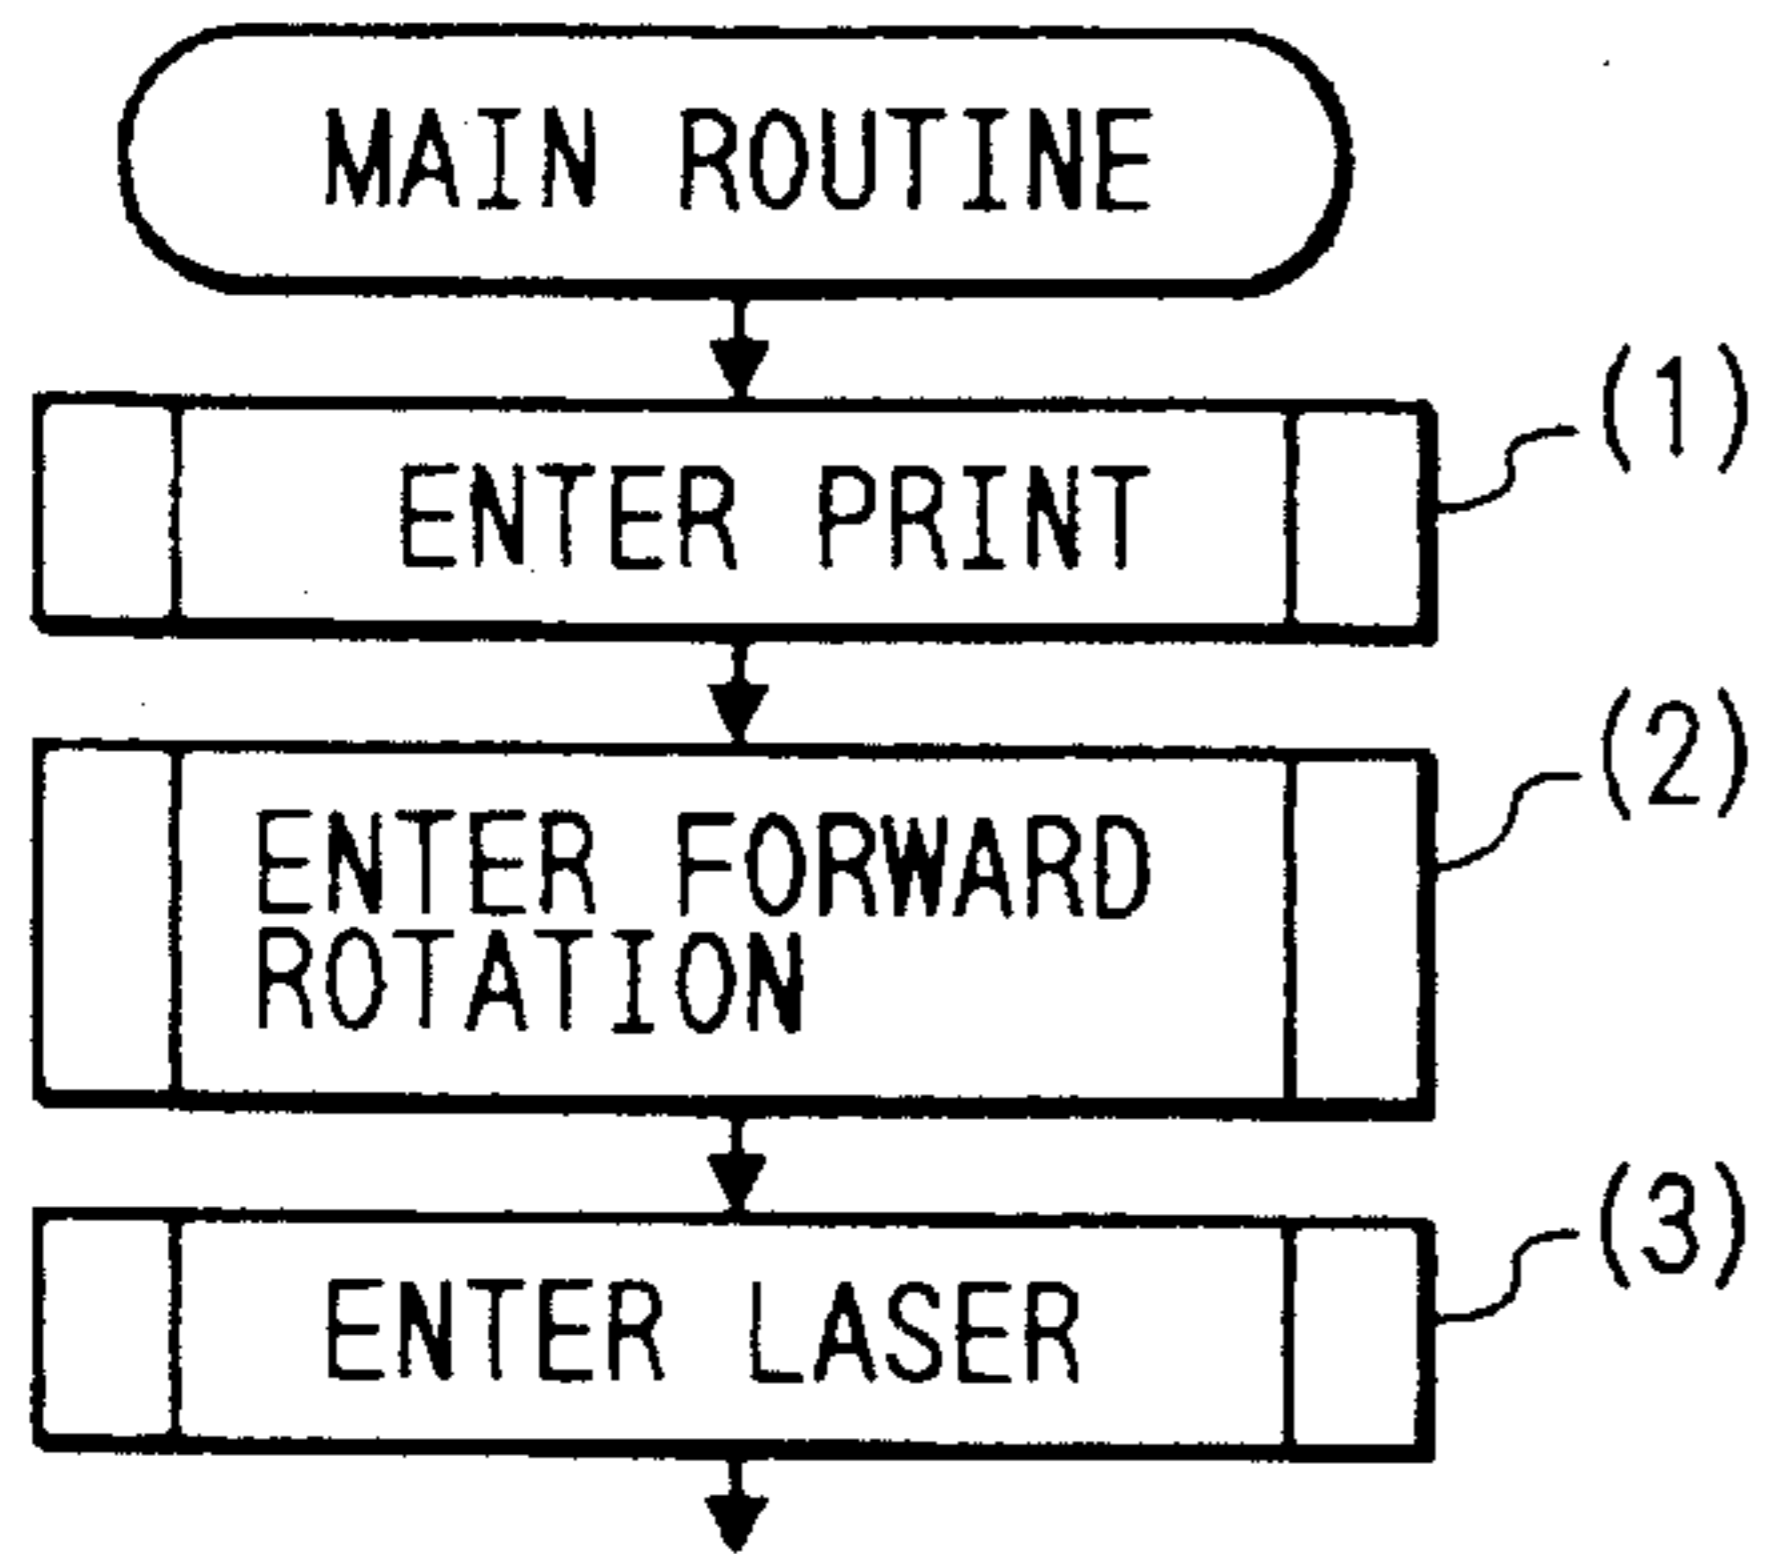 MAIN ROUTINE
(1)
ENTER PRINT
(2)
ENTER FORWARD
ROTATION
(3)
ENTER LASER